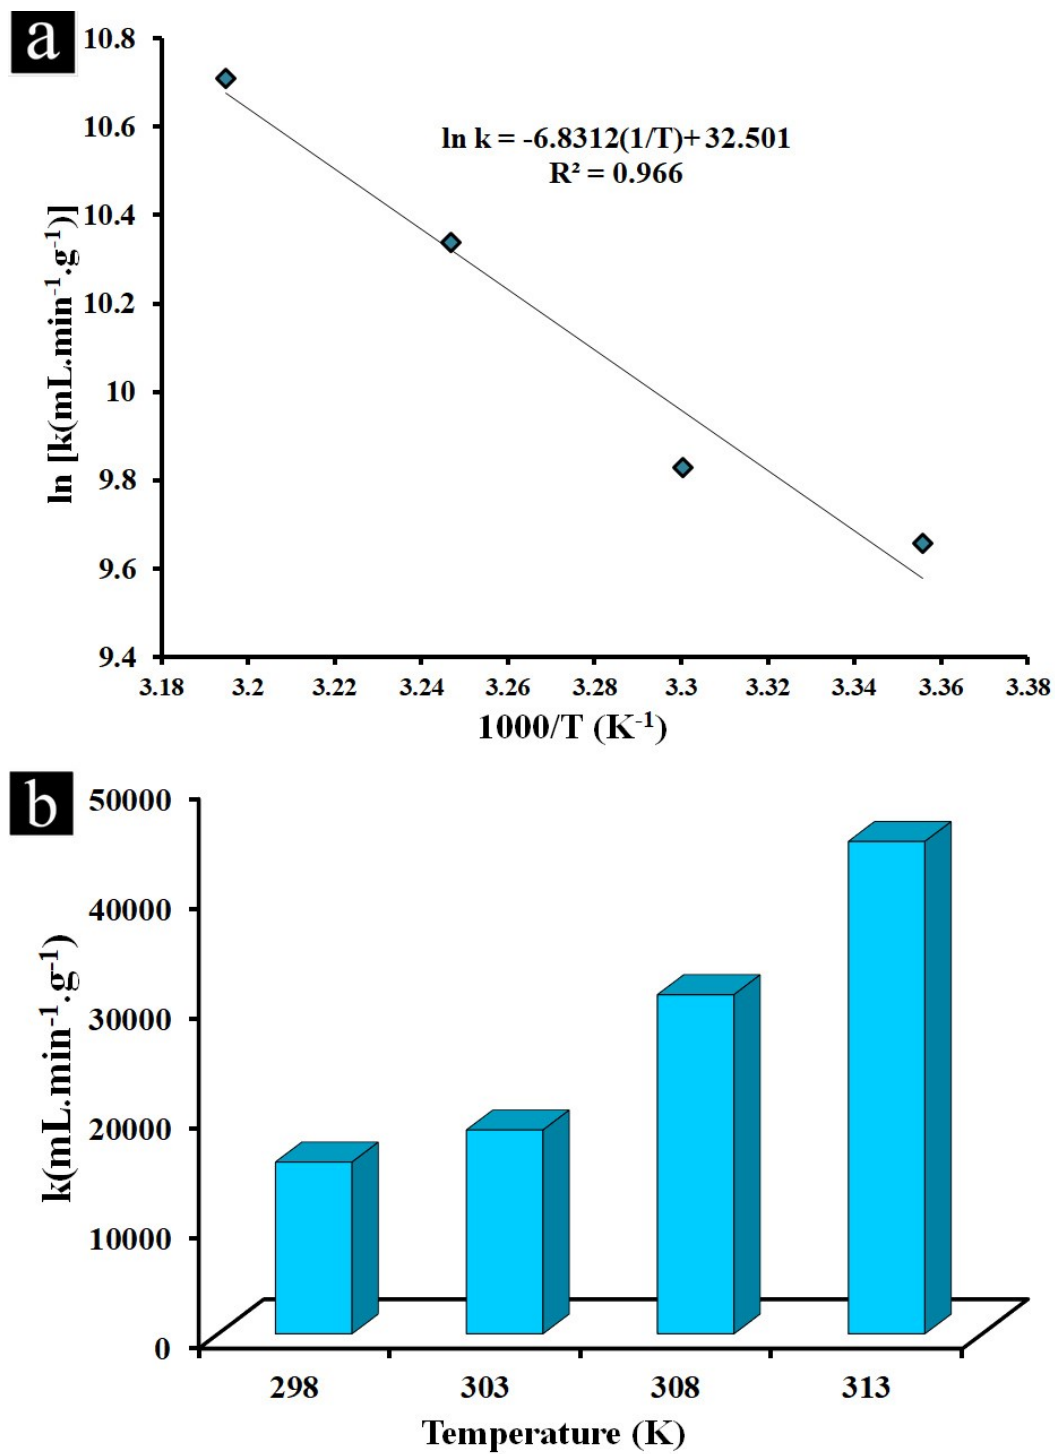 a
ln [k(mL.min⁻¹.g⁻¹)]
10.8
10.6
10.4
10.2
10
9.8
9.6
9.4
ln k = -6.8312(1/T)+ 32.501
R² = 0.966
3.18 3.2 3.22 3.24 3.26 3.28 3.3 3.32 3.34 3.36 3.38
1000/T (K⁻¹)
b
k(mL.min⁻¹.g⁻¹)
50000
40000
30000
20000
10000
0
298 303 308 313
Temperature (K)